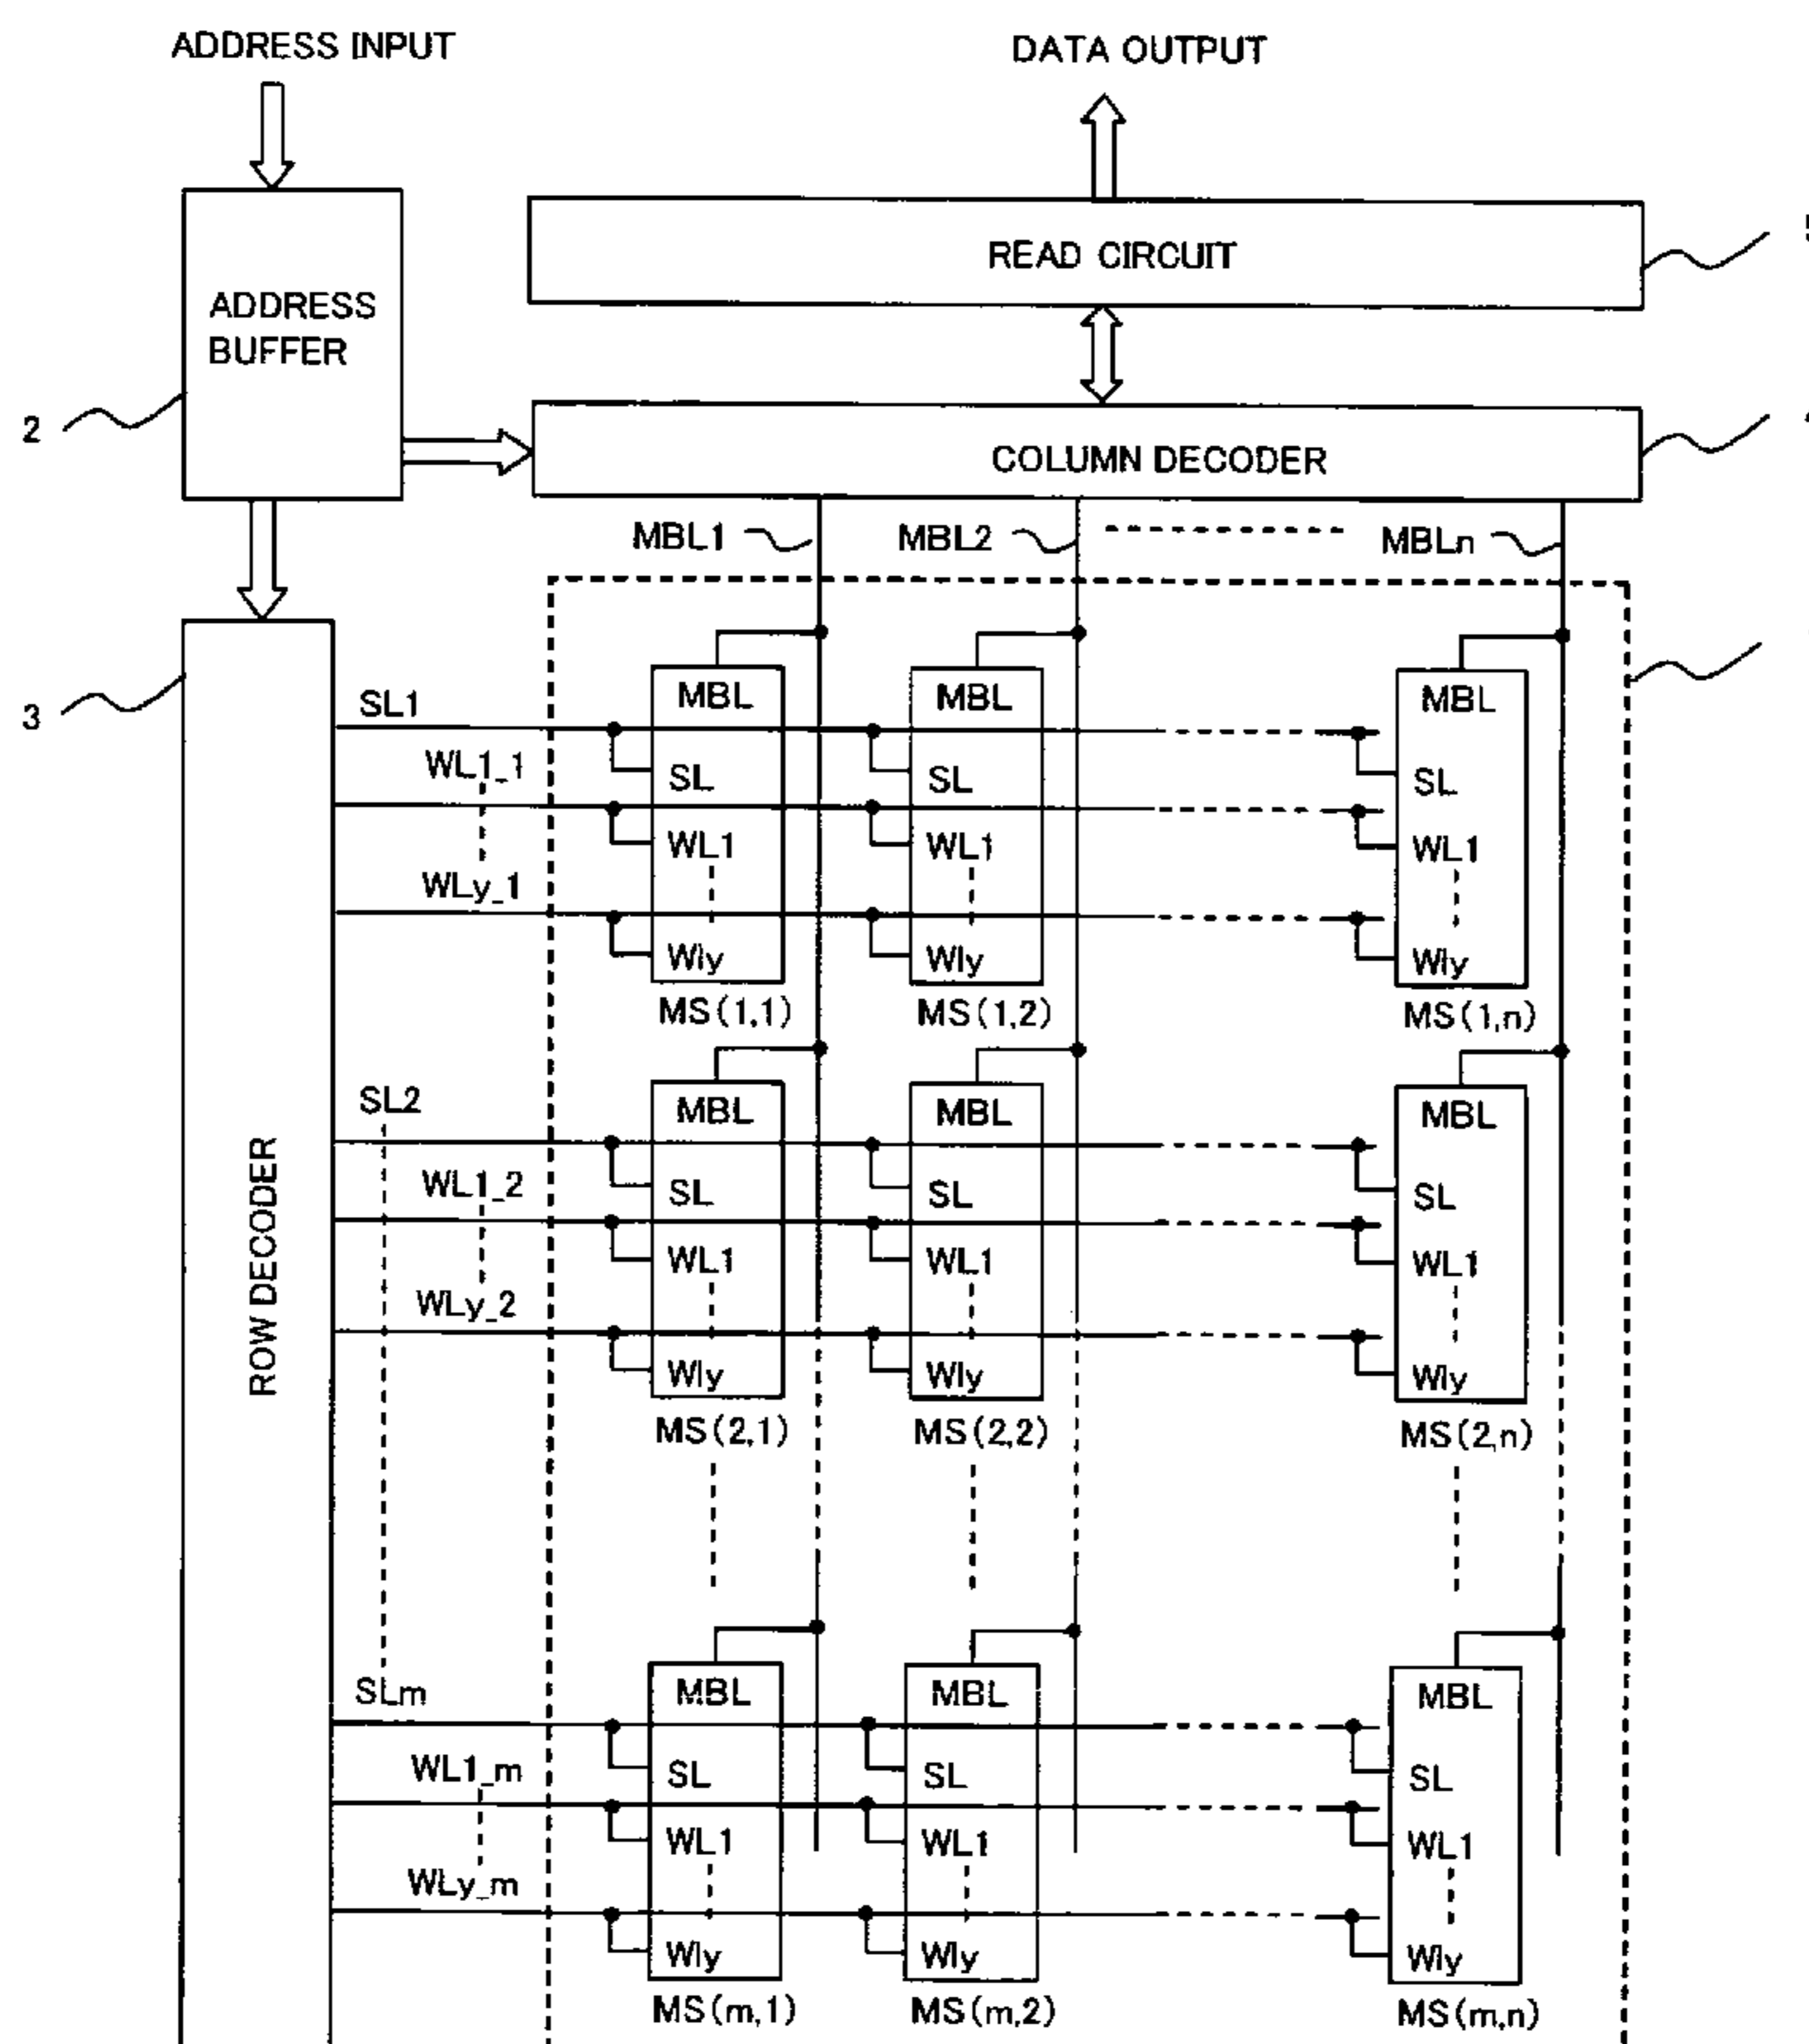 ADDRESS INPUT
DATA OUTPUT
ADDRESS
BUFFER
READ CIRCUIT
2
COLUMN DECODER
MBL1
MBL2
MBLn
3
ROW DECODER
SL1
WL1_1
WLy_1
MBL
SL
WL1
Wly
MS(1,1)
MBL
SL
WL1
Wly
MS(1,2)
MBL
SL
WL1
Wly
MS(1,n)
SL2
WL1_2
WLy_2
MBL
SL
WL1
Wly
MS(2,1)
MBL
SL
WL1
Wly
MS(2,2)
MBL
SL
WL1
Wly
MS(2,n)
SLm
WL1_m
WLy_m
MBL
SL
WL1
Wly
MS(m,1)
MBL
SL
WL1
Wly
MS(m,2)
MBL
SL
WL1
Wly
MS(m,n)